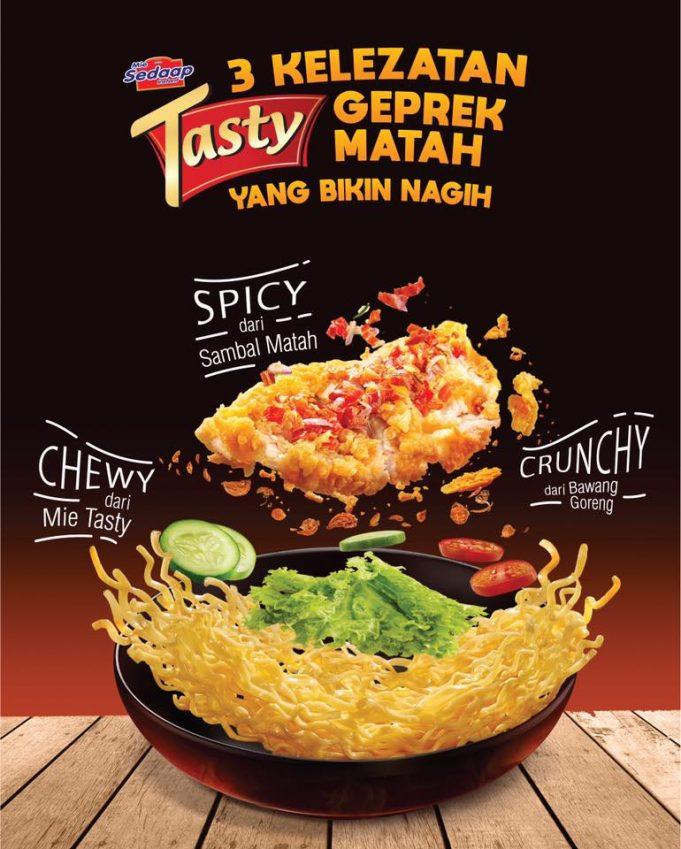 Mie
Sedaap
Tasty
3 KELEZATAN
GEPREK
MATAH
YANG BIKIN NAGIH
SPICY
dari
Sambal Matah
CHEWY
dari
Mie Tasty
CRUNCHY
dari Bawang
Goreng